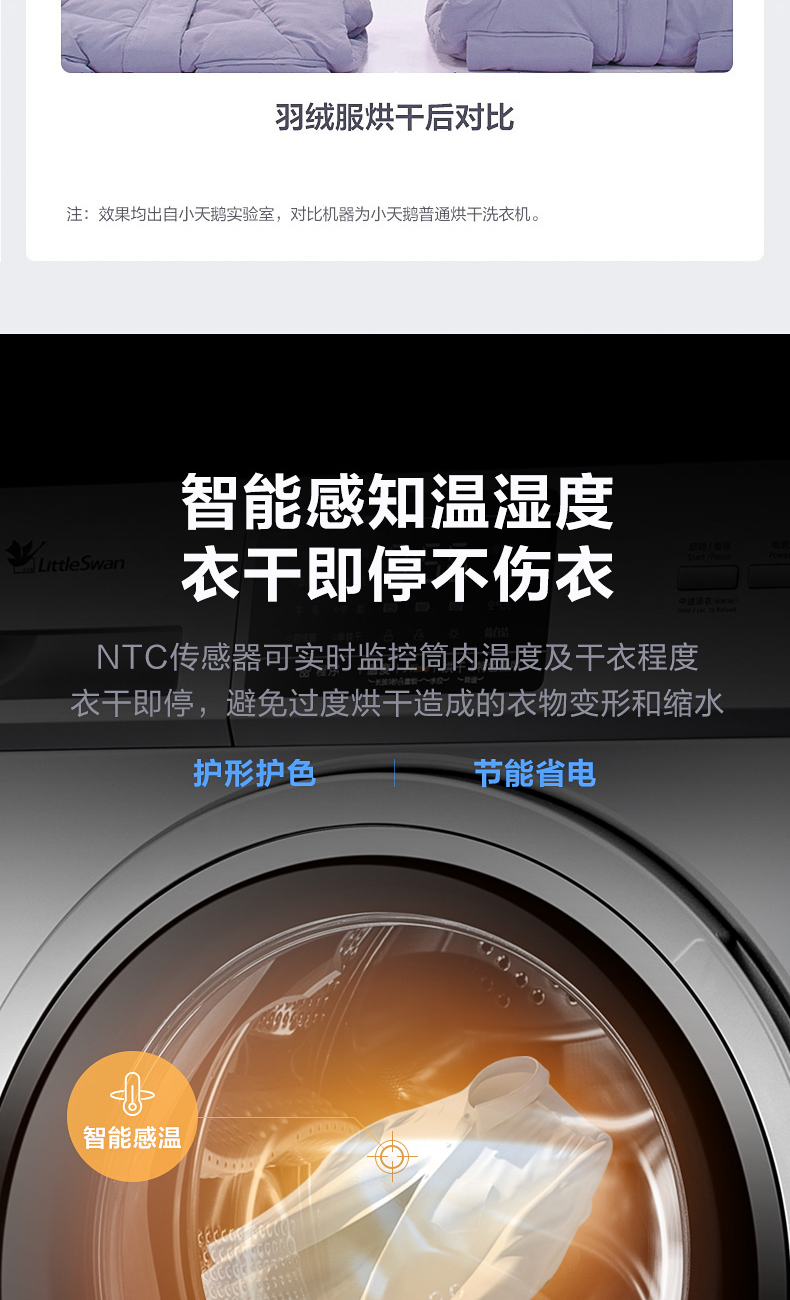 羽绒服烘干后对比
注：效果均出自小天鹅实验室，对比机器为小天鹅普通烘干洗衣机。
智能感知温湿度
LittleSwan
衣干即停不伤衣
NTC传感器可实时监控筒内温度及干衣程度
衣干即停，避免过度烘干造成的衣物变形和缩水
护形护色
节能省电
智能感温